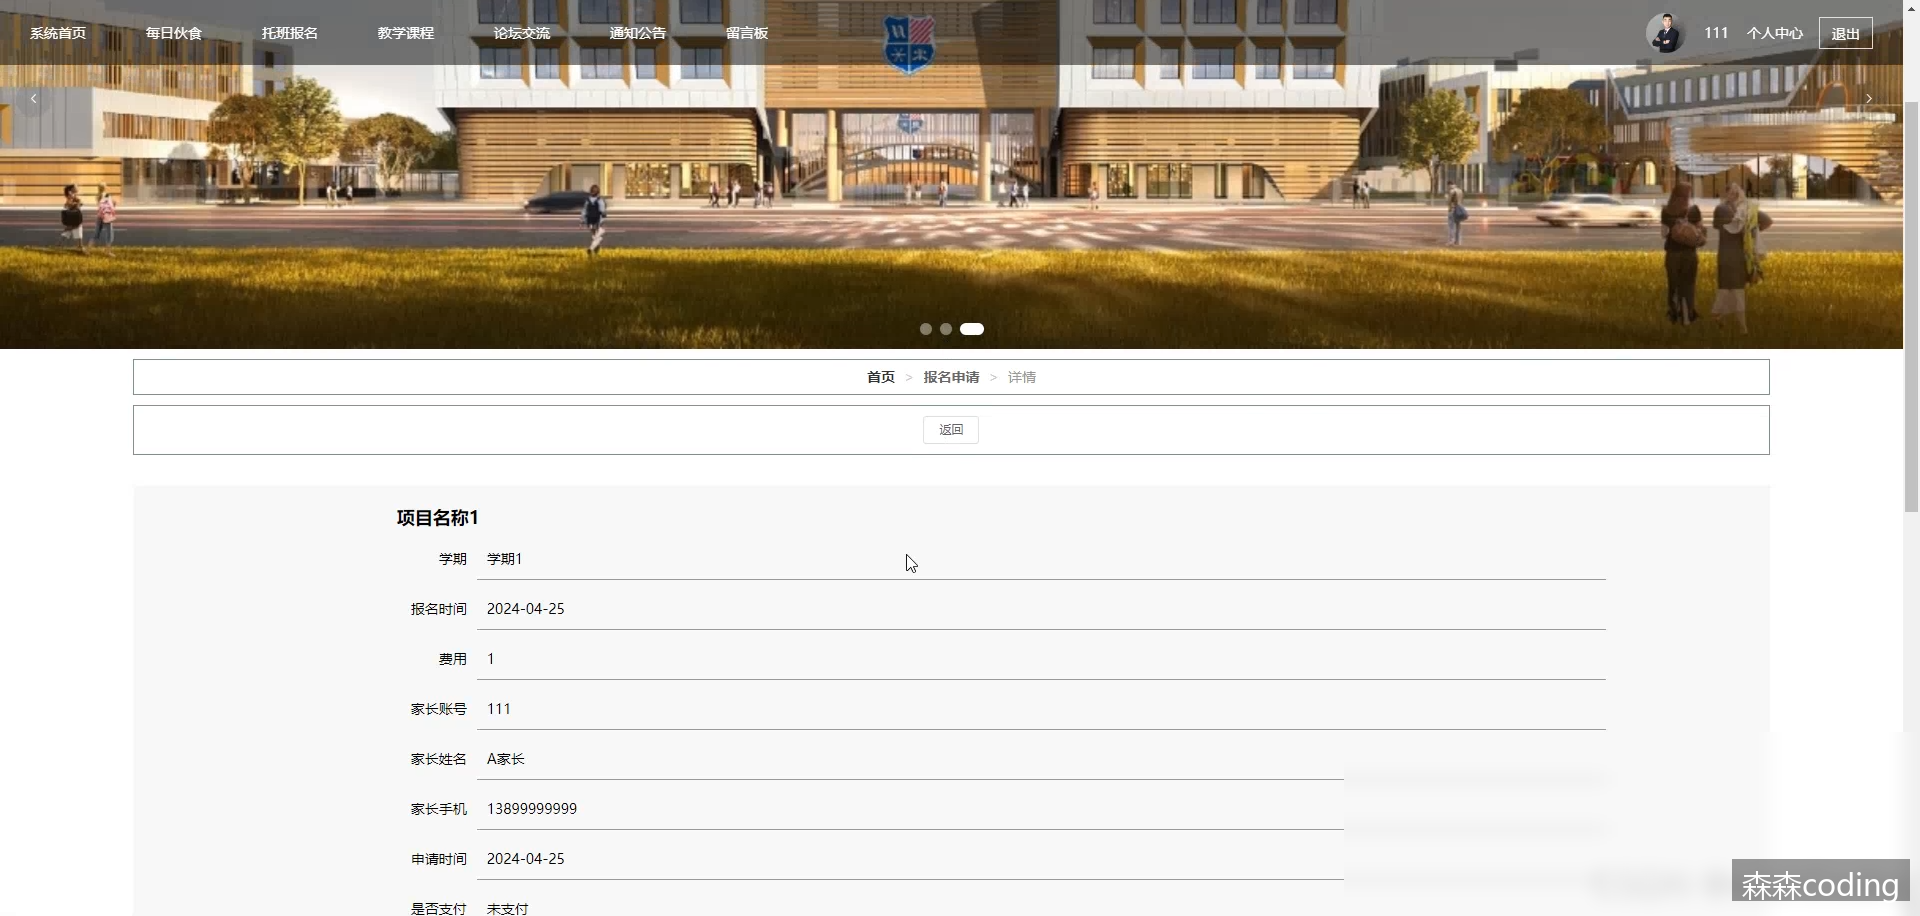 系统首页 每日伙食 托班报名 教学课程 论坛交流 通知公告 留言板 111 个人中心 退出
首页 > 报名申请 > 详情
返回
项目名称1
学期 学期1
报名时间 2024-04-25
费用 1
家长账号 111
家长姓名 A家长
家长手机 13899999999
申请时间 2024-04-25
是否支付 未支付
森森coding